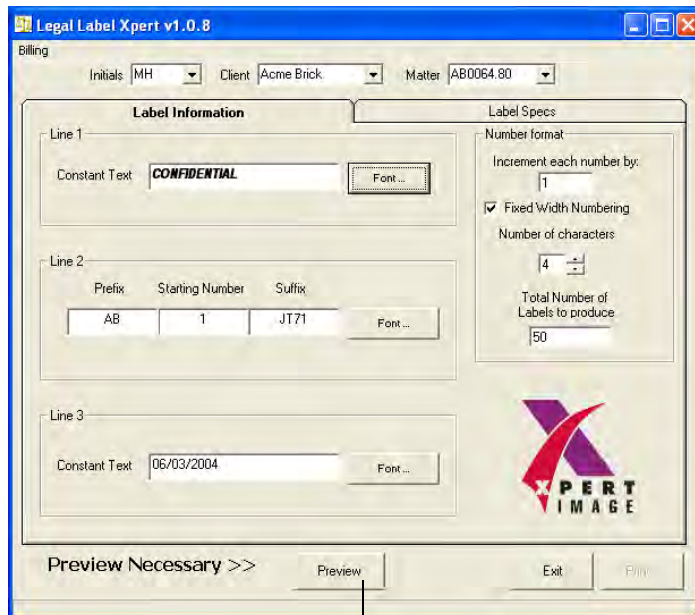 Legal Label Xpert v1.0.8
Billing
Initials MH Client Acme Brick Matter AB0064.80
Label Information Label Specs
Line 1
Constant Text CONFIDENTIAL Font...
Line 2
Prefix Starting Number Suffix
AB 1 JT71 Font...
Line 3
Constant Text 06/03/2004 Font...
Number format
Increment each number by:
1
Fixed Width Numbering
Number of characters
4
Total Number of
Labels to produce
50
XPERT
IMAGE
Preview Necessary >> Preview Exit Print